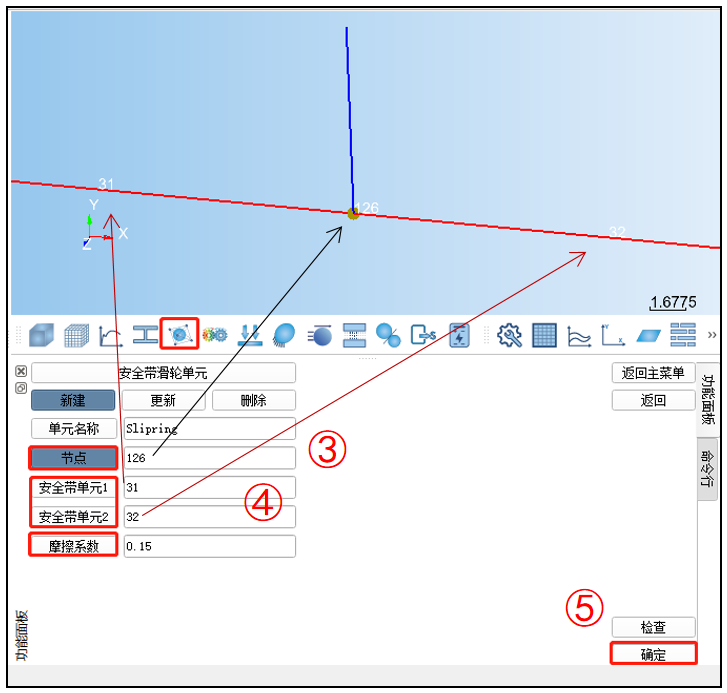 31
126
Y
X
Z
32
1.6775
安全带滑轮单元
返回主菜单
新建
更新
删除
返回
功能面板
单元名称
Slipring
节点
126
③
命令行
安全带单元1
31
④
安全带单元2
32
摩擦系数
0.15
⑤
功能面板
检查
确定